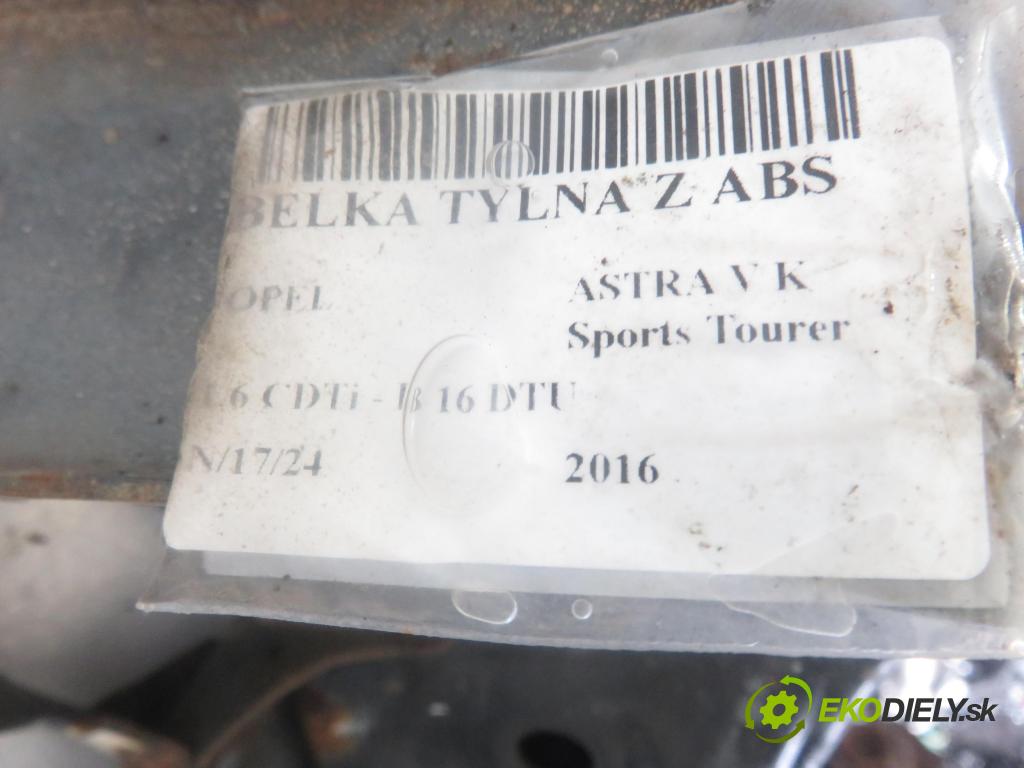 BELKA TYLNA Z ABS
OPEL
ASTRA V K
Sports Tourer
1.6 CDTi - B 16 DTU
N/17/24
2016
EKODIELY.sk